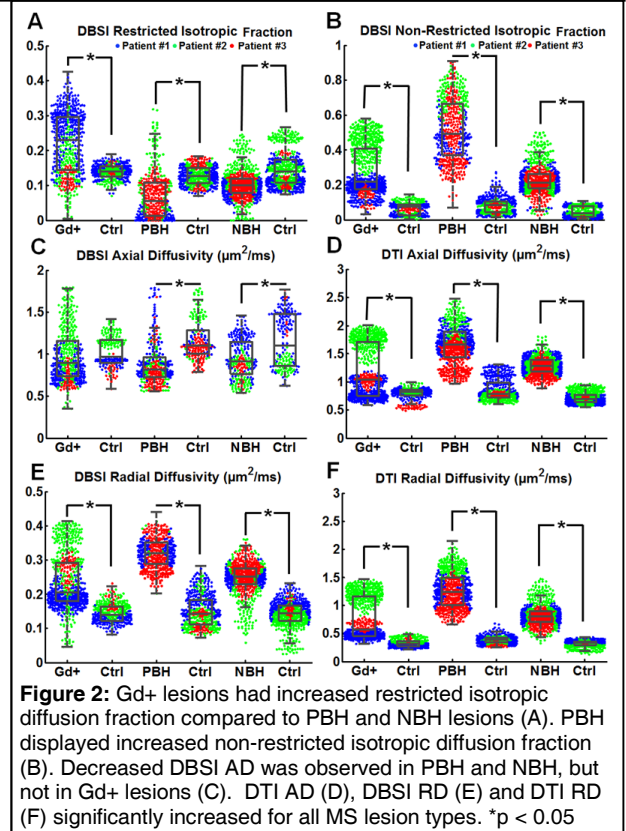 A DBSI Restricted Isotropic Fraction
Patient #1 Patient #2 Patient #3
0.5
0.4
0.3
0.2
0.1
0
* * *
Gd+ Ctrl PBH Ctrl NBH Ctrl
B DBSI Non-Restricted Isotropic Fraction
Patient #1 Patient #2 Patient #3
1
0.8
0.6
0.4
0.2
0
* * *
Gd+ Ctrl PBH Ctrl NBH Ctrl
C DBSI Axial Diffusivity (µm²/ms)
2
1.5
1
0.5
0
* *
Gd+ Ctrl PBH Ctrl NBH Ctrl
D DTI Axial Diffusivity (µm²/ms)
3
2.5
2
1.5
1
0.5
0
* * *
Gd+ Ctrl PBH Ctrl NBH Ctrl
E DBSI Radial Diffusivity (µm²/ms)
0.5
0.4
0.3
0.2
0.1
0
* * *
Gd+ Ctrl PBH Ctrl NBH Ctrl
F DTI Radial Diffusivity (µm²/ms)
3
2.5
2
1.5
1
0.5
0
* * *
Gd+ Ctrl PBH Ctrl NBH Ctrl
Figure 2: Gd+ lesions had increased restricted isotropic
diffusion fraction compared to PBH and NBH lesions (A). PBH
displayed increased non-restricted isotropic diffusion fraction
(B). Decreased DBSI AD was observed in PBH and NBH, but
not in Gd+ lesions (C). DTI AD (D), DBSI RD (E) and DTI RD
(F) significantly increased for all MS lesion types. *p < 0.05